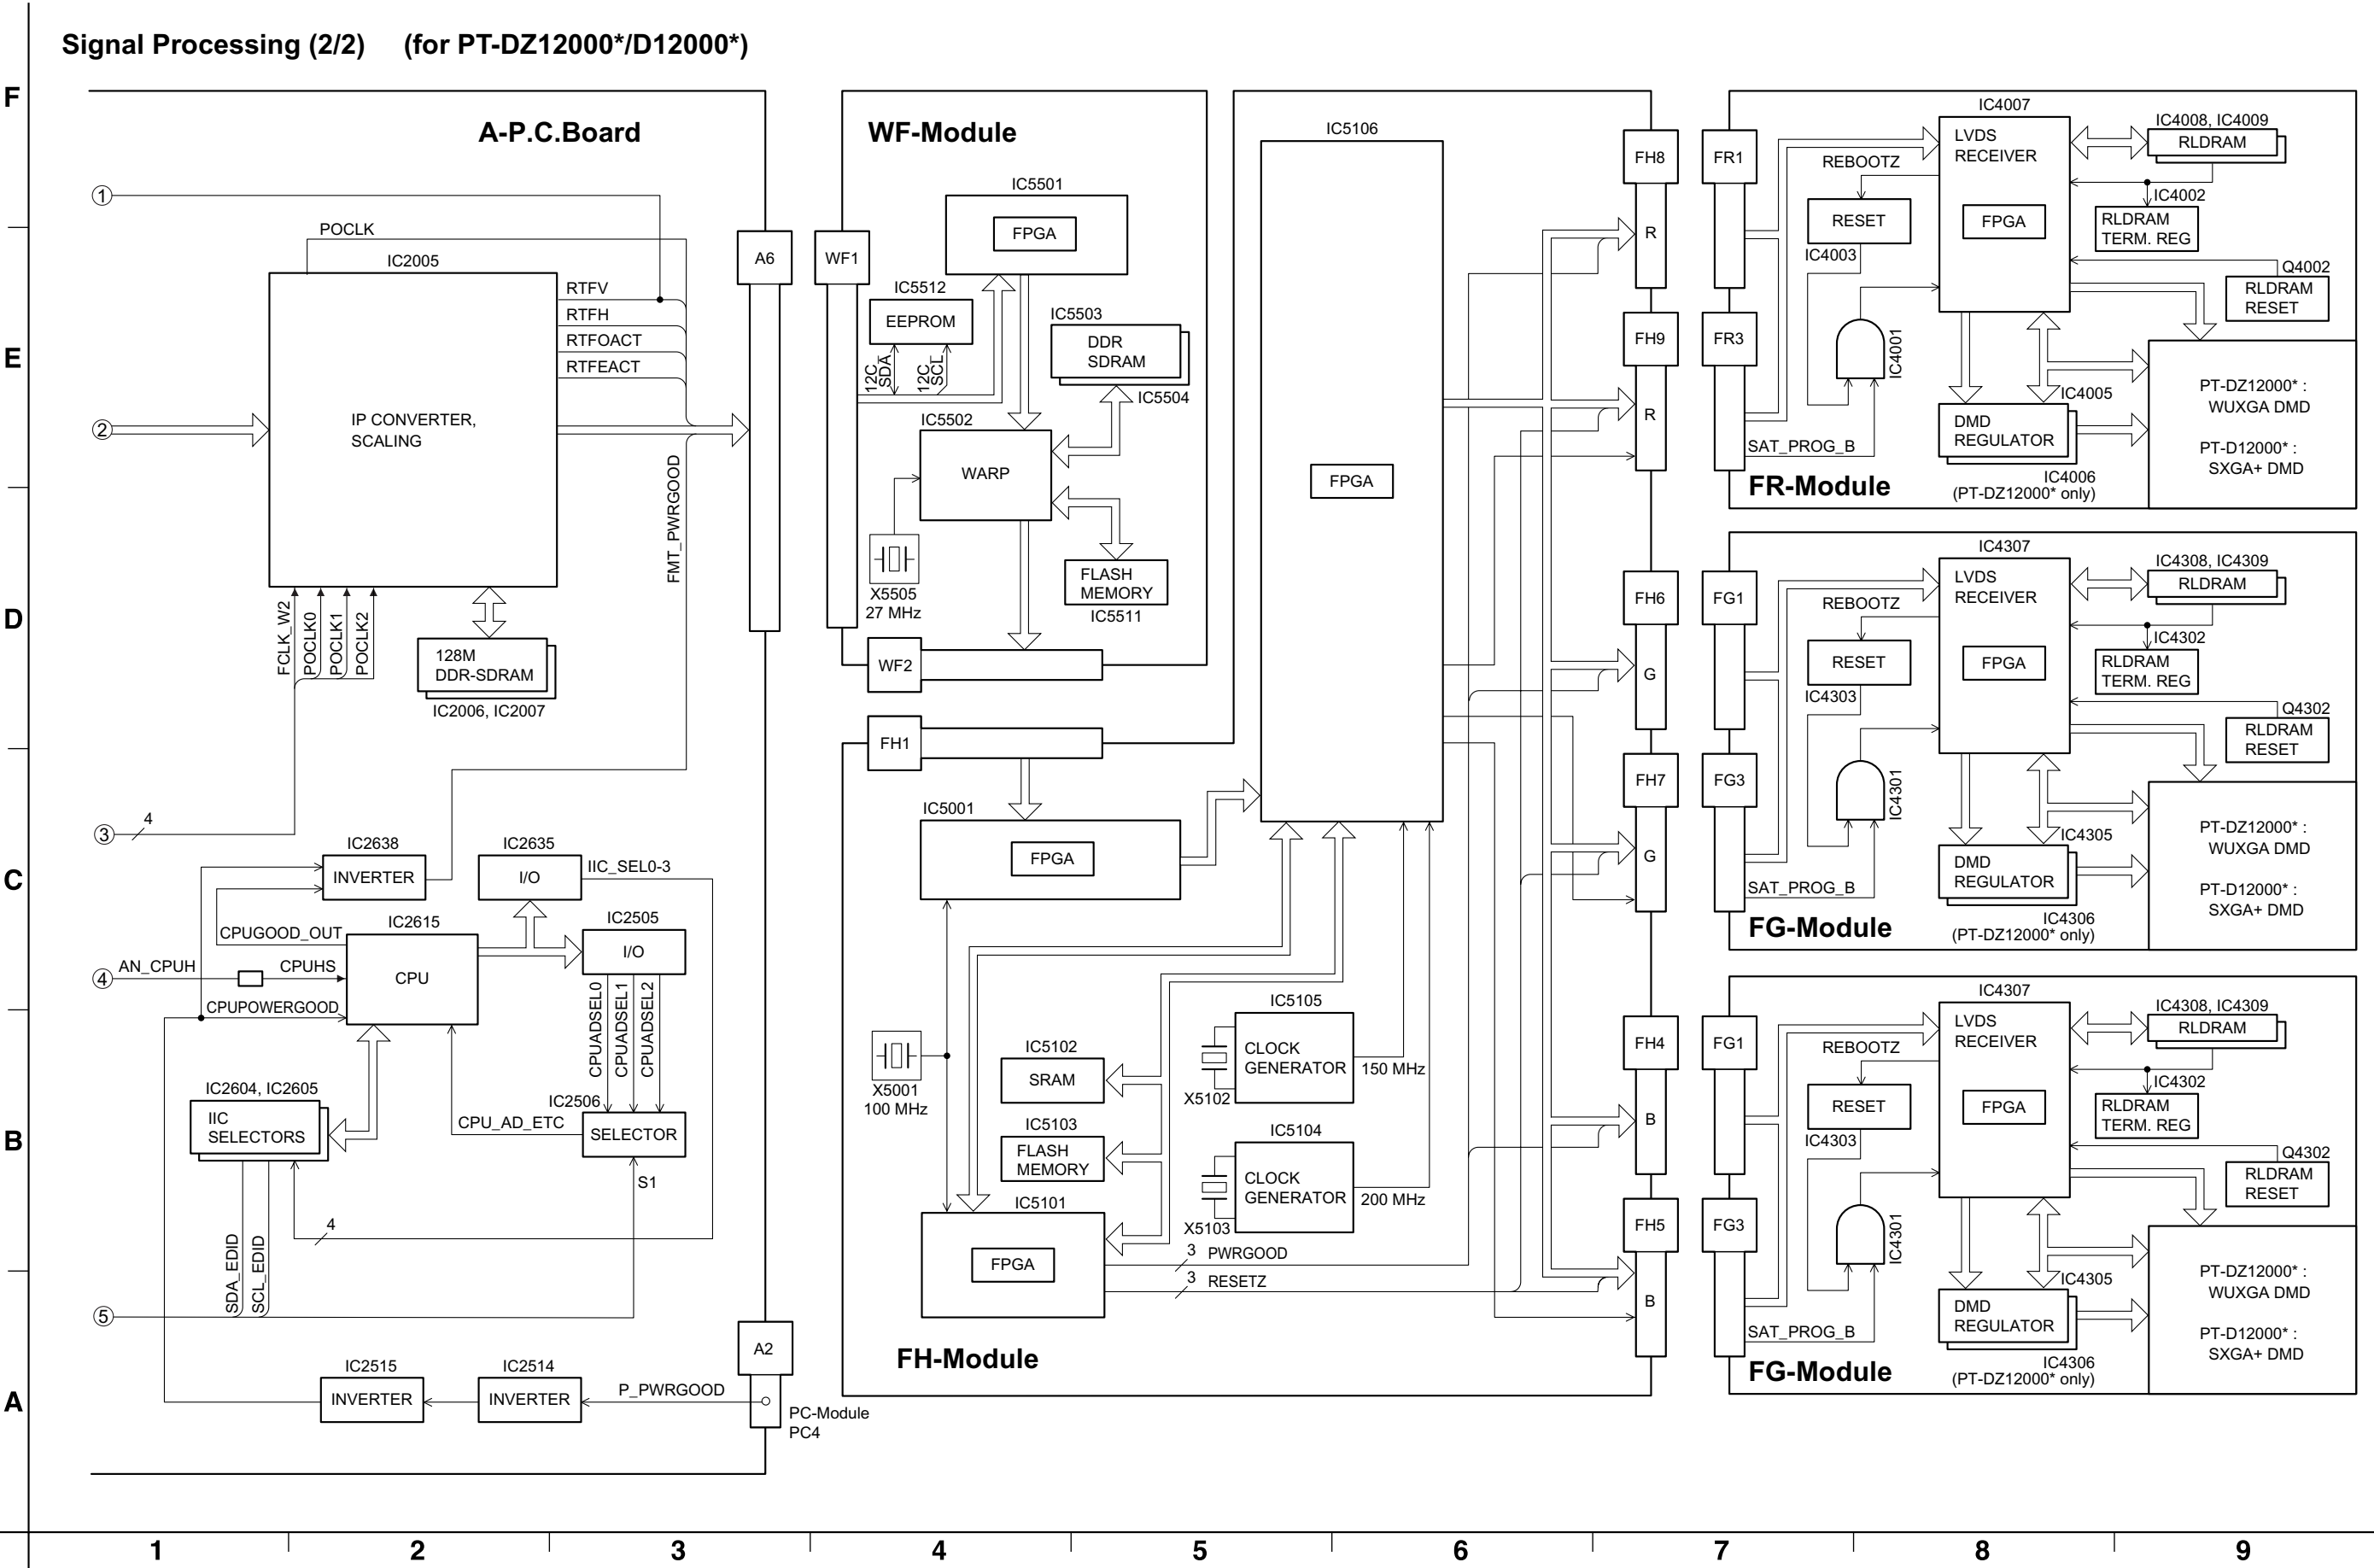 Signal Processing (2/2) (for PT-DZ12000*/D12000*)
F
E
D
C
B
A
A-P.C.Board
1
POCLK
IC2005
IP CONVERTER,
SCALING
2
RTFV
RTFH
RTFOACT
RTFEACT
A6
FMT_PWRGOOD
FCLK_W2
POCLK0
POCLK1
POCLK2
128M
DDR-SDRAM
IC2006, IC2007
3
4
IC2638
INVERTER
IC2635
I/O
IIC_SEL0-3
CPUGOOD_OUT
IC2615
CPU
IC2505
I/O
4
AN_CPUH
CPUHS
CPUPOWERGOOD
CPUADSEL0
CPUADSEL1
CPUADSEL2
IC2604, IC2605
IIC
SELECTORS
IC2506
SELECTOR
CPU_AD_ETC
S1
4
SDA_EDID
SCL_EDID
5
IC2515
INVERTER
IC2514
INVERTER
P_PWRGOOD
A2
PC-Module
PC4
WF-Module
WF1
IC5501
FPGA
IC5512
EEPROM
12C_
SDA
12C_
SCL
IC5503
DDR
SDRAM
IC5504
IC5502
WARP
X5505
27 MHz
FLASH
MEMORY
IC5511
WF2
FH1
IC5001
FPGA
X5001
100 MHz
IC5102
SRAM
IC5103
FLASH
MEMORY
IC5101
FPGA
IC5105
CLOCK
GENERATOR
X5102
150 MHz
IC5104
CLOCK
GENERATOR
X5103
200 MHz
3 PWRGOOD
3 RESETZ
FH-Module
IC5106
FPGA
FH8
R
FH9
R
FH6
G
FH7
G
FH4
B
FH5
B
FR1
FR3
REBOOTZ
RESET
IC4003
IC4001
SAT_PROG_B
FR-Module
IC4007
LVDS
RECEIVER
FPGA
IC4008, IC4009
RLDRAM
IC4002
RLDRAM
TERM. REG
Q4002
RLDRAM
RESET
IC4005
DMD
REGULATOR
IC4006
(PT-DZ12000* only)
PT-DZ12000* :
WUXGA DMD
PT-D12000* :
SXGA+ DMD
FG1
FG3
REBOOTZ
RESET
IC4303
IC4301
SAT_PROG_B
FG-Module
IC4307
LVDS
RECEIVER
FPGA
IC4308, IC4309
RLDRAM
IC4302
RLDRAM
TERM. REG
Q4302
RLDRAM
RESET
IC4305
DMD
REGULATOR
IC4306
(PT-DZ12000* only)
PT-DZ12000* :
WUXGA DMD
PT-D12000* :
SXGA+ DMD
FG1
FG3
REBOOTZ
RESET
IC4303
IC4301
SAT_PROG_B
FG-Module
IC4307
LVDS
RECEIVER
FPGA
IC4308, IC4309
RLDRAM
IC4302
RLDRAM
TERM. REG
Q4302
RLDRAM
RESET
IC4305
DMD
REGULATOR
IC4306
(PT-DZ12000* only)
PT-DZ12000* :
WUXGA DMD
PT-D12000* :
SXGA+ DMD
1 2 3 4 5 6 7 8 9